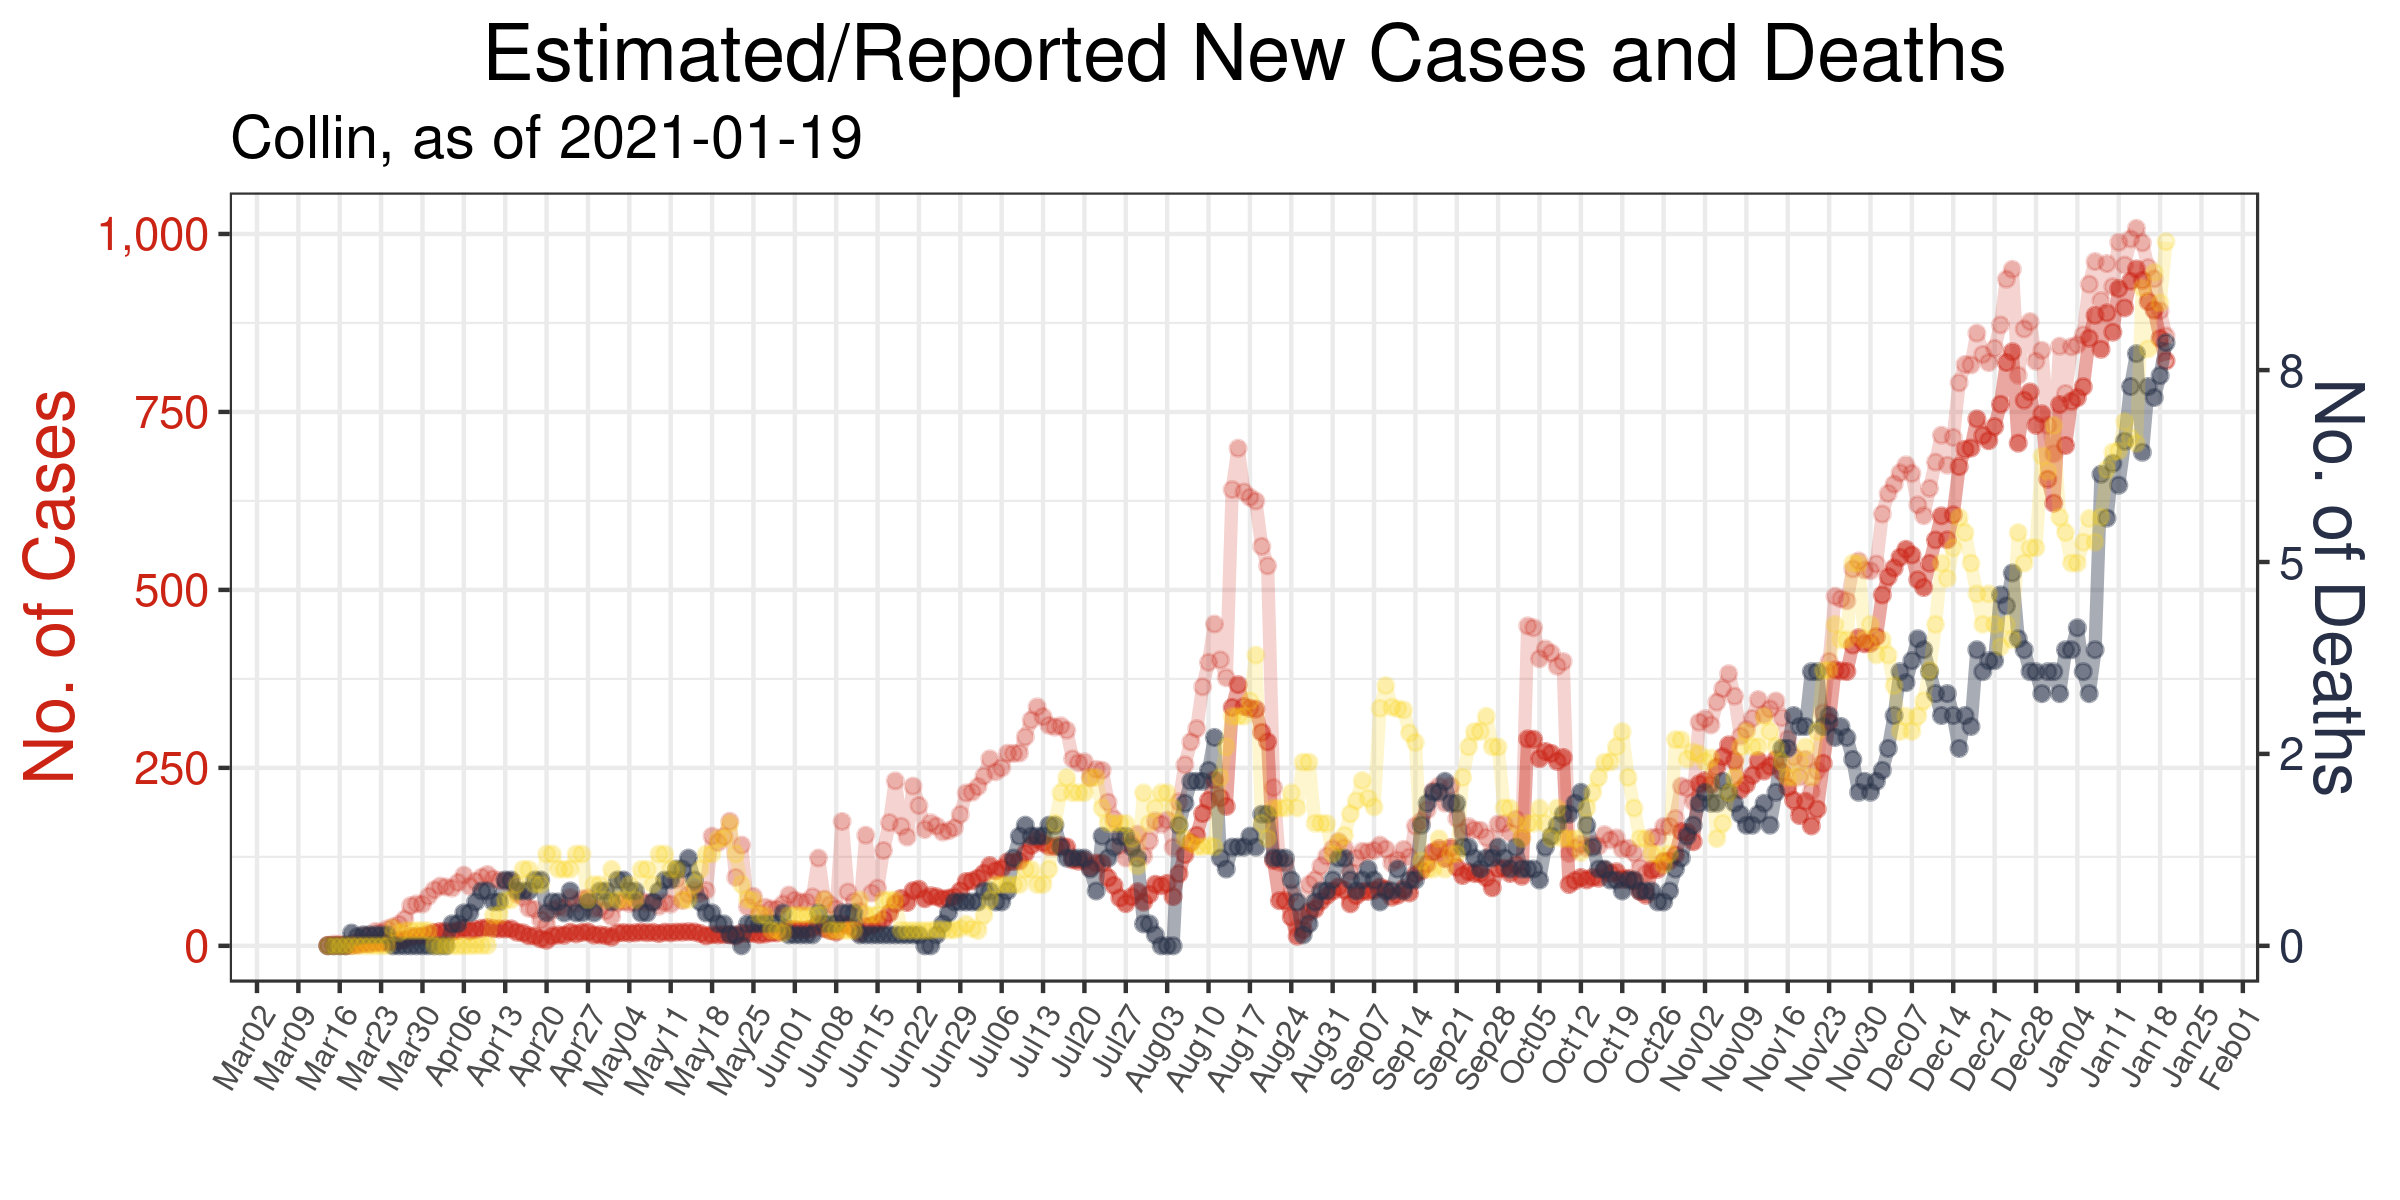 Estimated/Reported New Cases and Deaths
Collin, as of 2021-01-19
No. of Cases
1,000
750
500
250
0
8
5
2
0
No. of Deaths
Mar02
Mar09
Mar16
Mar23
Mar30
Apr06
Apr13
Apr20
Apr27
May04
May11
May18
May25
Jun01
Jun08
Jun15
Jun22
Jun29
Jul06
Jul13
Jul20
Jul27
Aug03
Aug10
Aug17
Aug24
Aug31
Sep07
Sep14
Sep21
Sep28
Oct05
Oct12
Oct19
Oct26
Nov02
Nov09
Nov16
Nov23
Nov30
Dec07
Dec14
Dec21
Dec28
Jan04
Jan11
Jan18
Jan25
Feb01